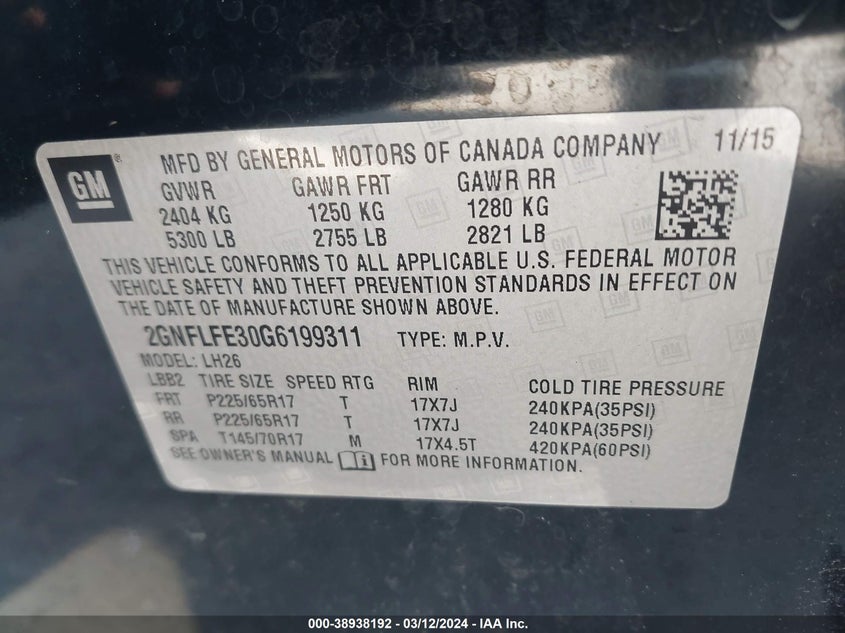 GM
MFD BY GENERAL MOTORS OF CANADA COMPANY 11/15
GVWR GAWR FRT GAWR RR
2404 KG 1250 KG 1280 KG
5300 LB 2755 LB 2821 LB
THIS VEHICLE CONFORMS TO ALL APPLICABLE U.S. FEDERAL MOTOR
VEHICLE SAFETY AND THEFT PREVENTION STANDARDS IN EFFECT ON
THE DATE OF MANUFACTURE SHOWN ABOVE.
2GNFLFE30G6199311 TYPE: M.P.V.
MODEL: LH26
LBB2 TIRE SIZE SPEED RTG RIM COLD TIRE PRESSURE
FRT P225/65R17 T 17X7J 240KPA(35PSI)
RR P225/65R17 T 17X7J 240KPA(35PSI)
SPA T145/70R17 M 17X4.5T 420KPA(60PSI)
SEE OWNER'S MANUAL FOR MORE INFORMATION.
000-38938192 - 03/12/2024 - IAA Inc.